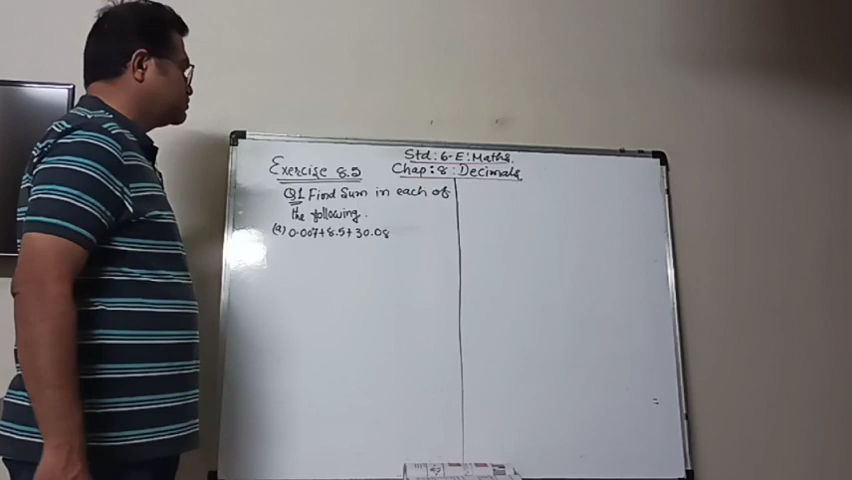 Std: 6-E: Maths.
Chap: 8: Decimals
Exercise 8.5
Q1 Find Sum in each of
the following.
(a) 0.007+8.5+30.08
=